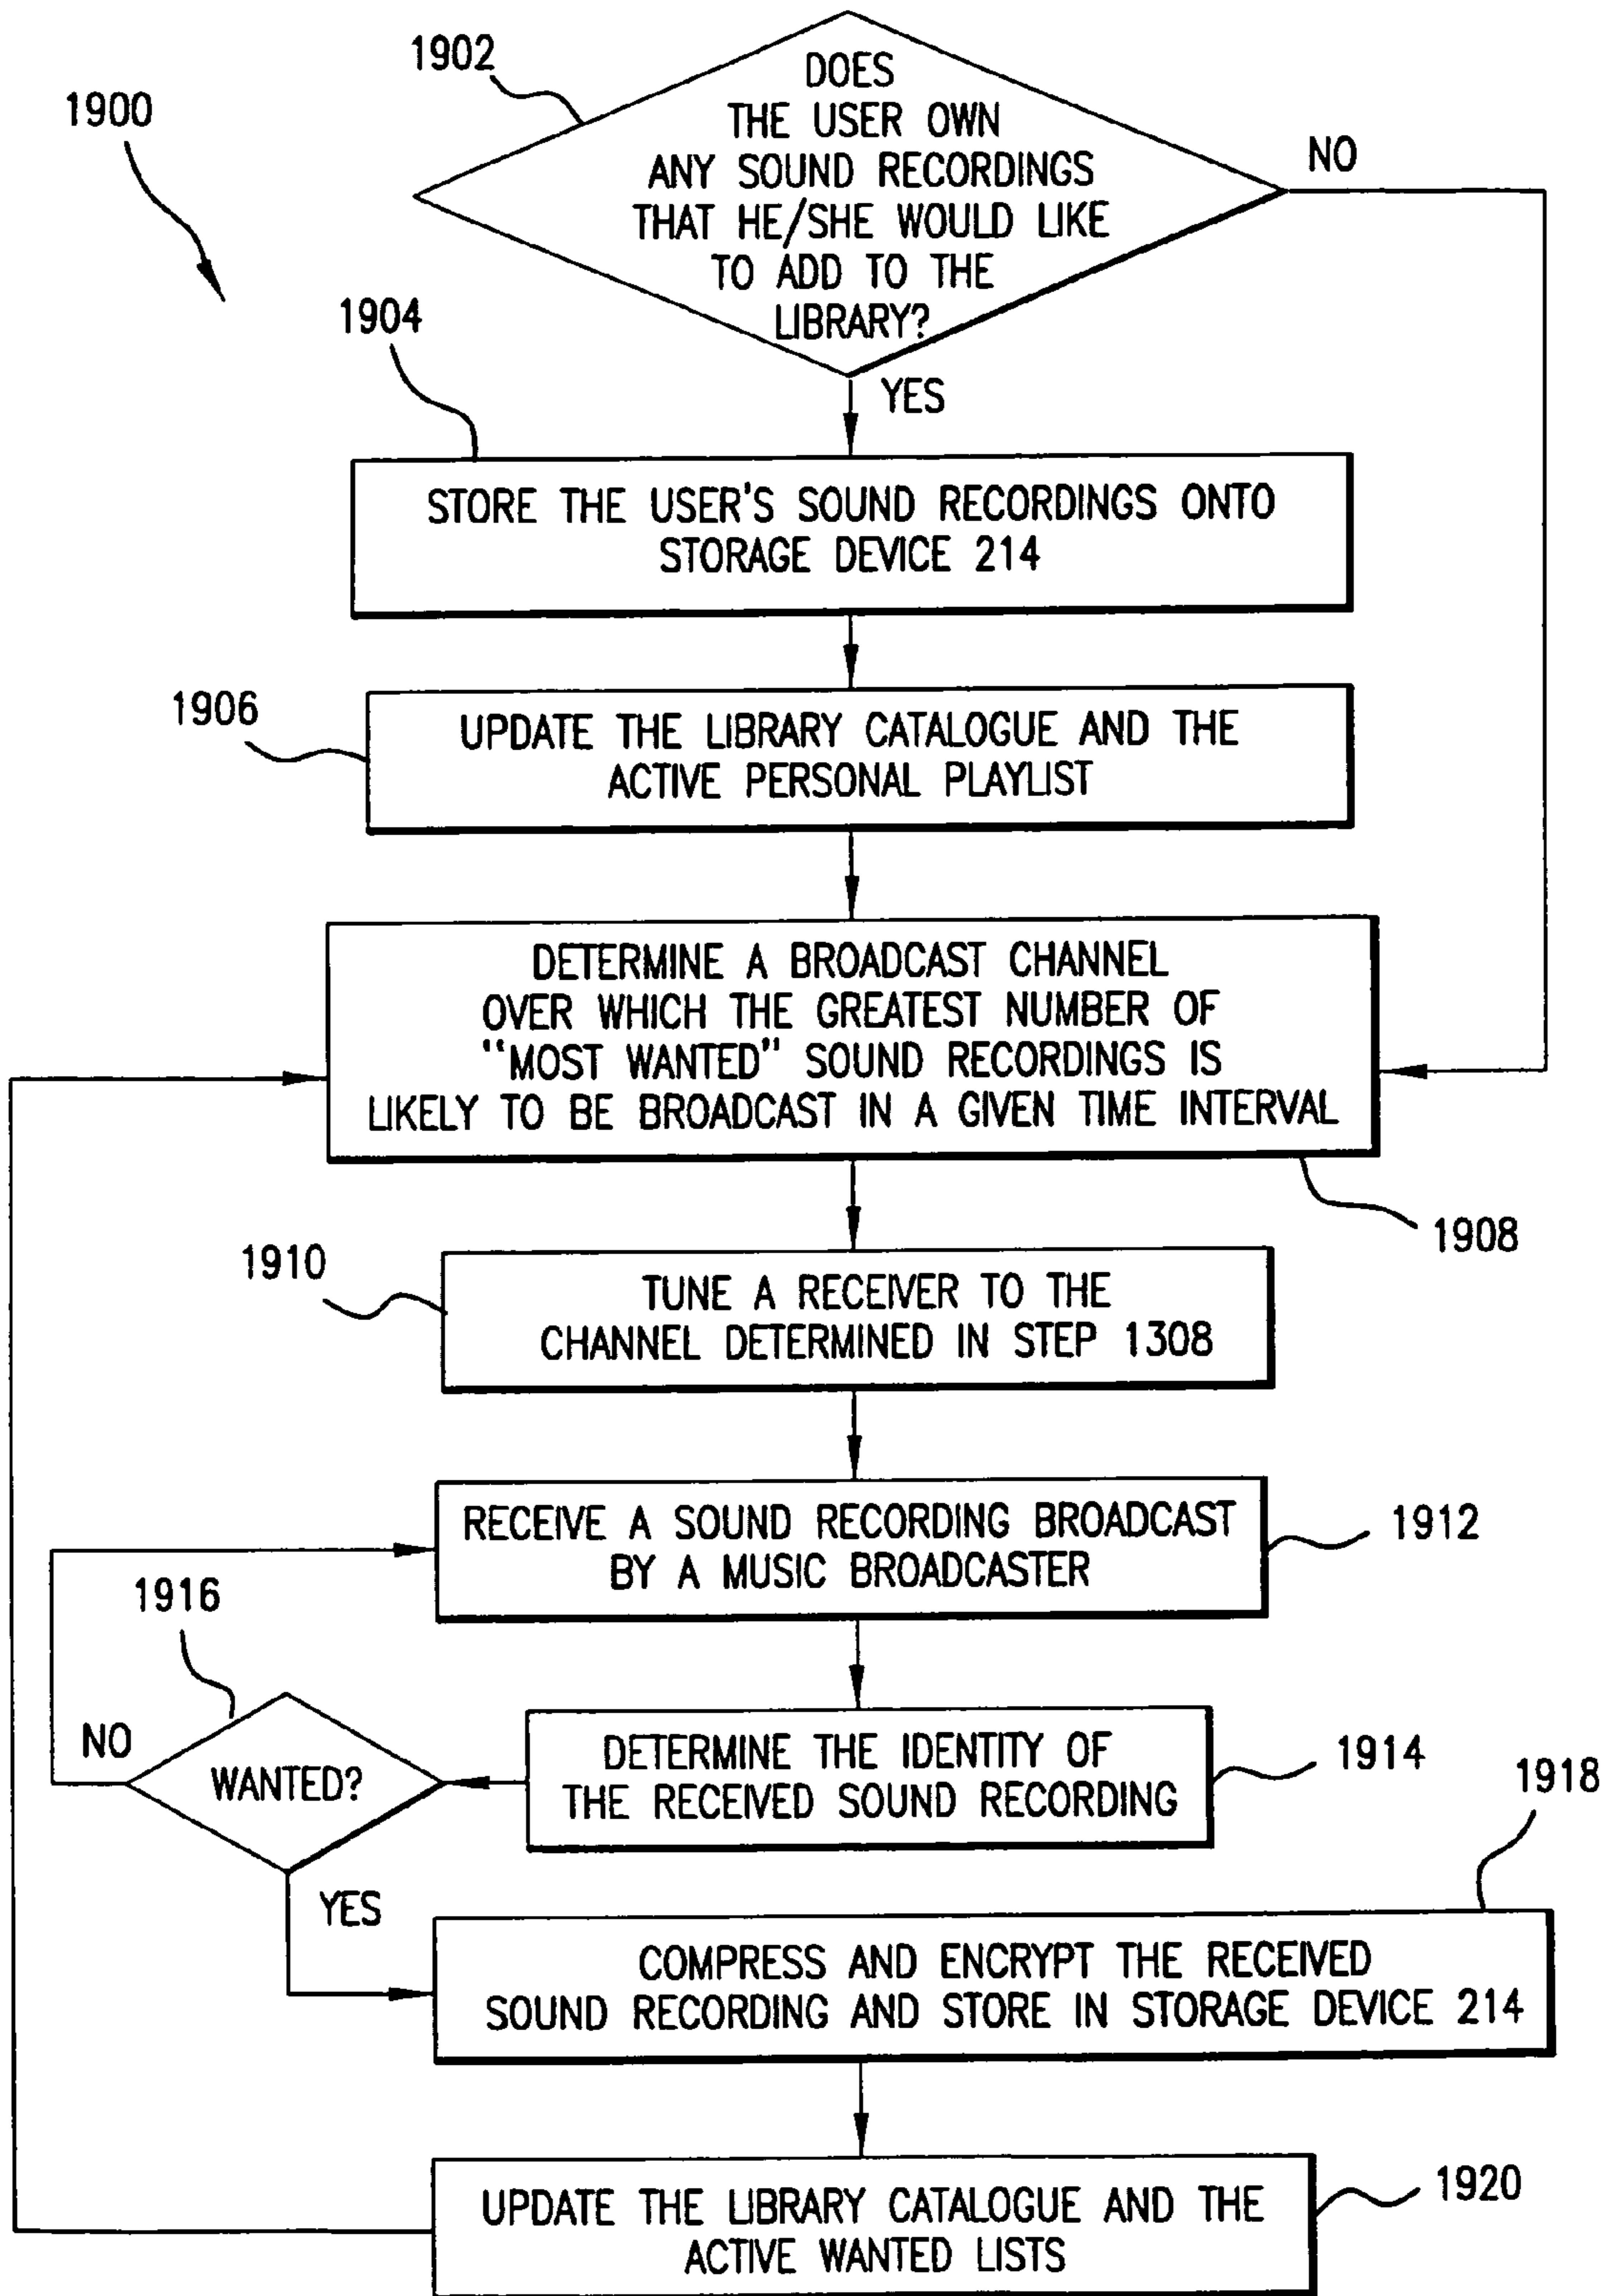 1900
1902
DOES
THE USER OWN
ANY SOUND RECORDINGS
THAT HE/SHE WOULD LIKE
TO ADD TO THE
LIBRARY?
NO
YES
1904
STORE THE USER'S SOUND RECORDINGS ONTO
STORAGE DEVICE 214
1906
UPDATE THE LIBRARY CATALOGUE AND THE
ACTIVE PERSONAL PLAYLIST
DETERMINE A BROADCAST CHANNEL
OVER WHICH THE GREATEST NUMBER OF
"MOST WANTED" SOUND RECORDINGS IS
LIKELY TO BE BROADCAST IN A GIVEN TIME INTERVAL
1908
1910
TUNE A RECEIVER TO THE
CHANNEL DETERMINED IN STEP 1308
RECEIVE A SOUND RECORDING BROADCAST
BY A MUSIC BROADCASTER
1912
1916
NO
WANTED?
YES
DETERMINE THE IDENTITY OF
THE RECEIVED SOUND RECORDING
1914
1918
COMPRESS AND ENCRYPT THE RECEIVED
SOUND RECORDING AND STORE IN STORAGE DEVICE 214
UPDATE THE LIBRARY CATALOGUE AND THE
ACTIVE WANTED LISTS
1920